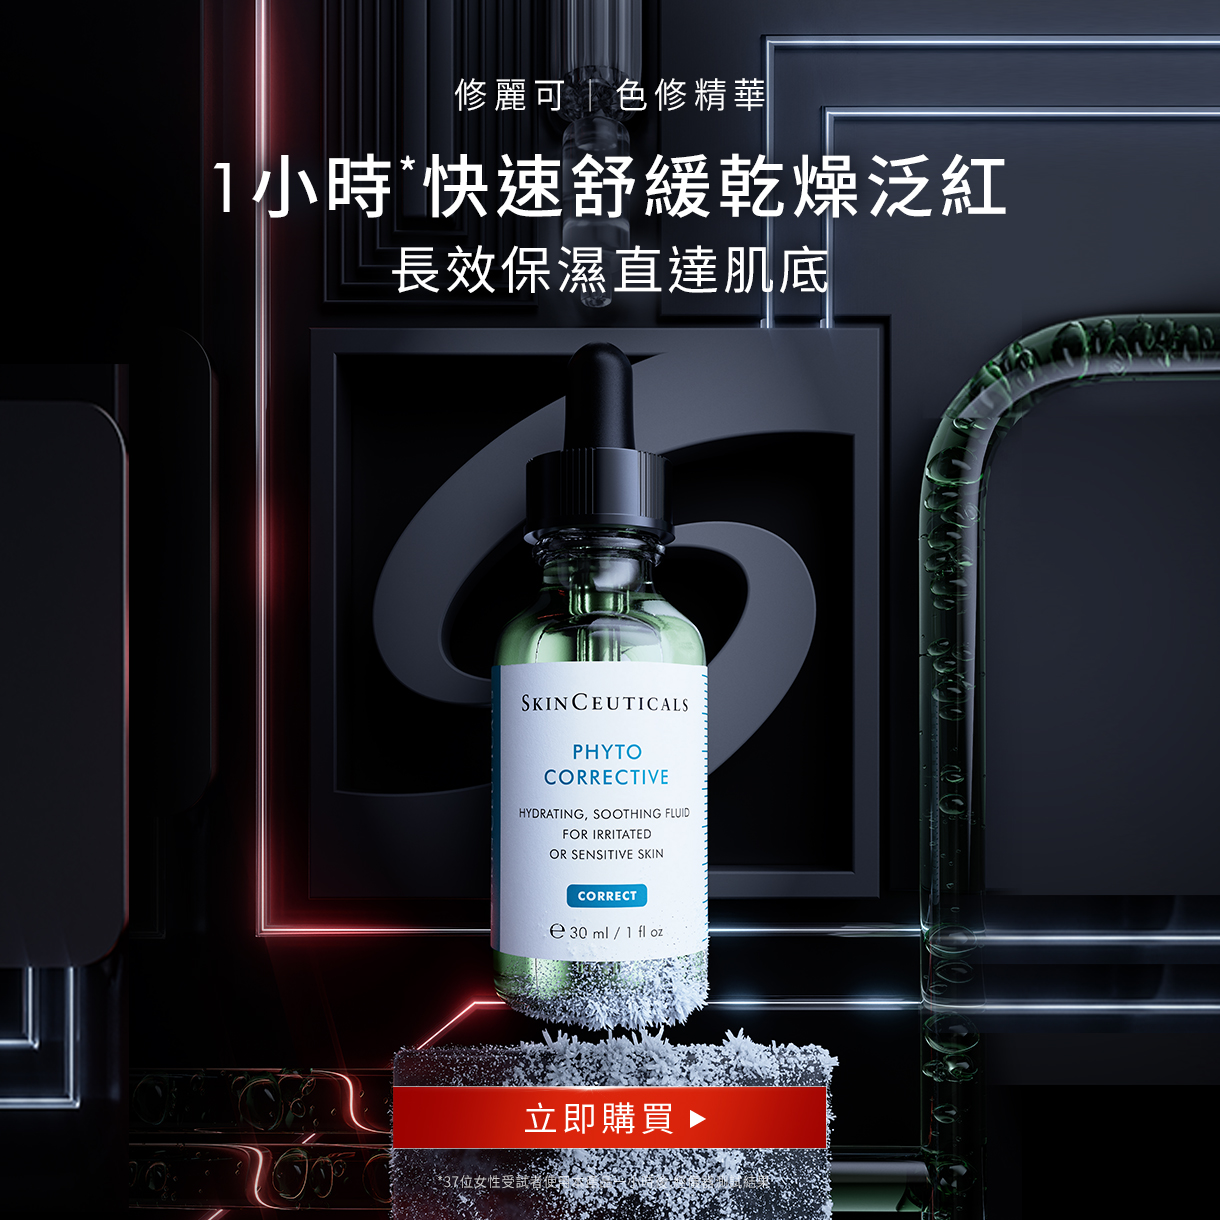 修麗可｜色修精華
1小時*快速舒緩乾燥泛紅
長效保濕直達肌底
SKINCEUTICALS
PHYTO
CORRECTIVE
HYDRATING, SOOTHING FLUID
FOR IRRITATED
OR SENSITIVE SKIN
CORRECT
℮ 30 ml / 1 fl oz
立即購買▶
*37位女性受試者使用